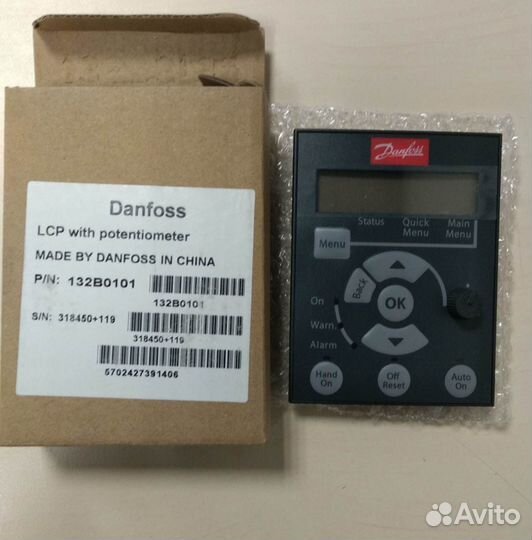 Danfoss
LCP with potentiometer
MADE BY DANFOSS IN CHINA
P/N: 132B0101
132B0101
S/N: 318450+119
318450+119
5702427391406
Danfoss
Status
Quick Menu
Main Menu
Menu
Back
OK
On
Warn.
Alarm
Hand On
Off Reset
Auto On
Avito